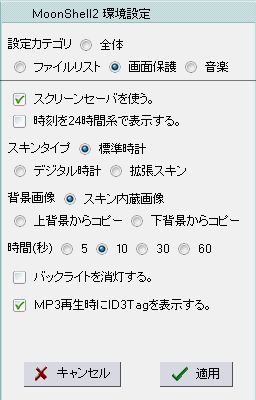 MoonShell2 環境設定
設定カテゴリ 全体
ファイルリスト 画面保護 音楽
スクリーンセーバを使う。
時刻を24時間系で表示する。
スキンタイプ 標準時計
デジタル時計 拡張スキン
背景画像 スキン内蔵画像
上背景からコピー 下背景からコピー
時間(秒) 5 10 30 60
バックライトを消灯する。
MP3再生時にID3Tagを表示する。
キャンセル 適用